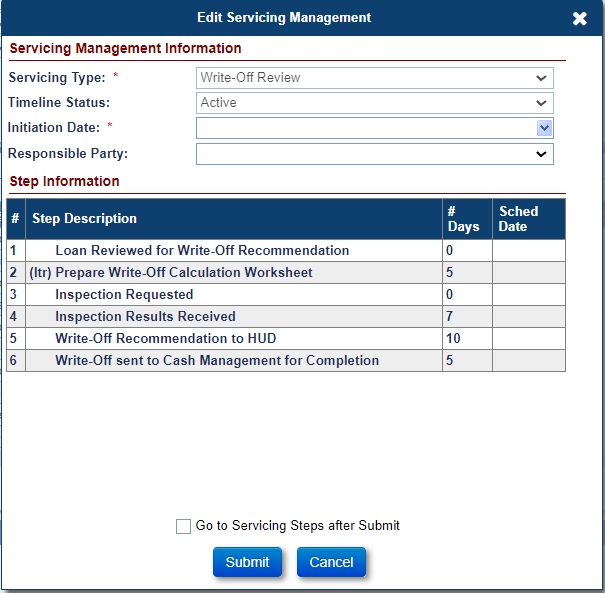 Edit Servicing Management
Servicing Management Information
Servicing Type: * Write-Off Review
Timeline Status: Active
Initiation Date: *
Responsible Party:
Step Information
# Step Description # Days Sched Date
1 Loan Reviewed for Write-Off Recommendation 0
2 (ltr) Prepare Write-Off Calculation Worksheet 5
3 Inspection Requested 0
4 Inspection Results Received 7
5 Write-Off Recommendation to HUD 10
6 Write-Off sent to Cash Management for Completion 5
Go to Servicing Steps after Submit
Submit Cancel